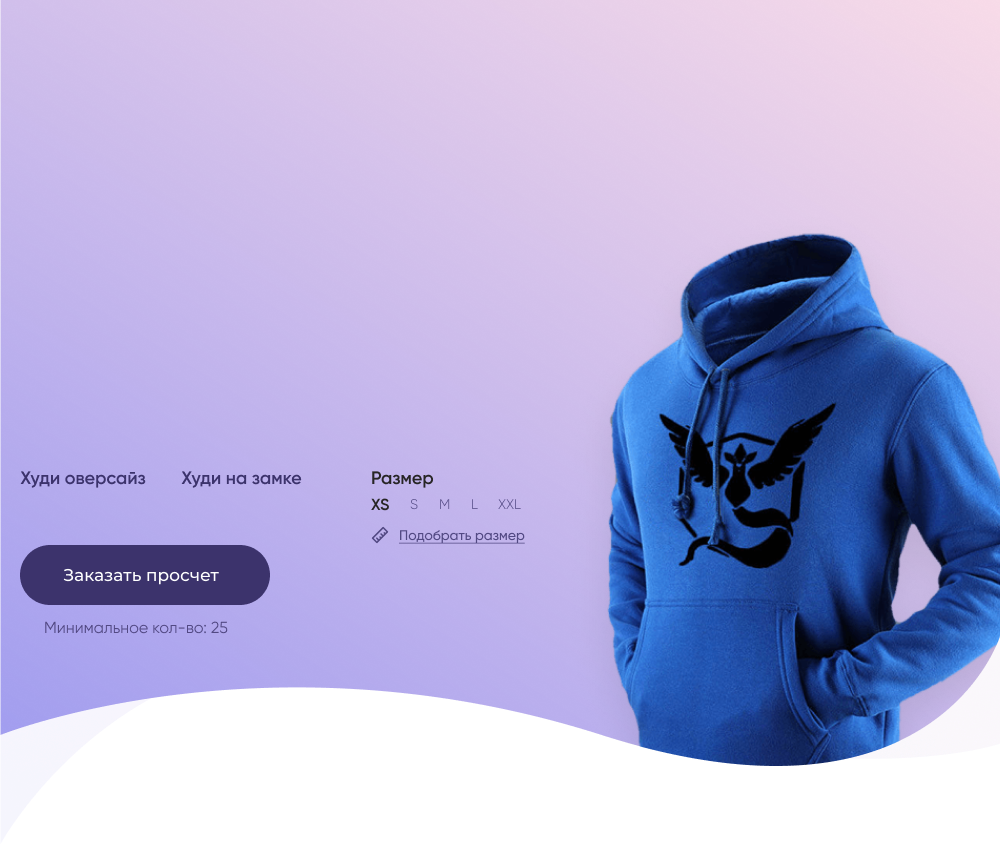 Худи оверсайз
Худи на замке
Размер
XS S M L XXL
Подобрать размер
Заказать просчет
Минимальное кол-во: 25